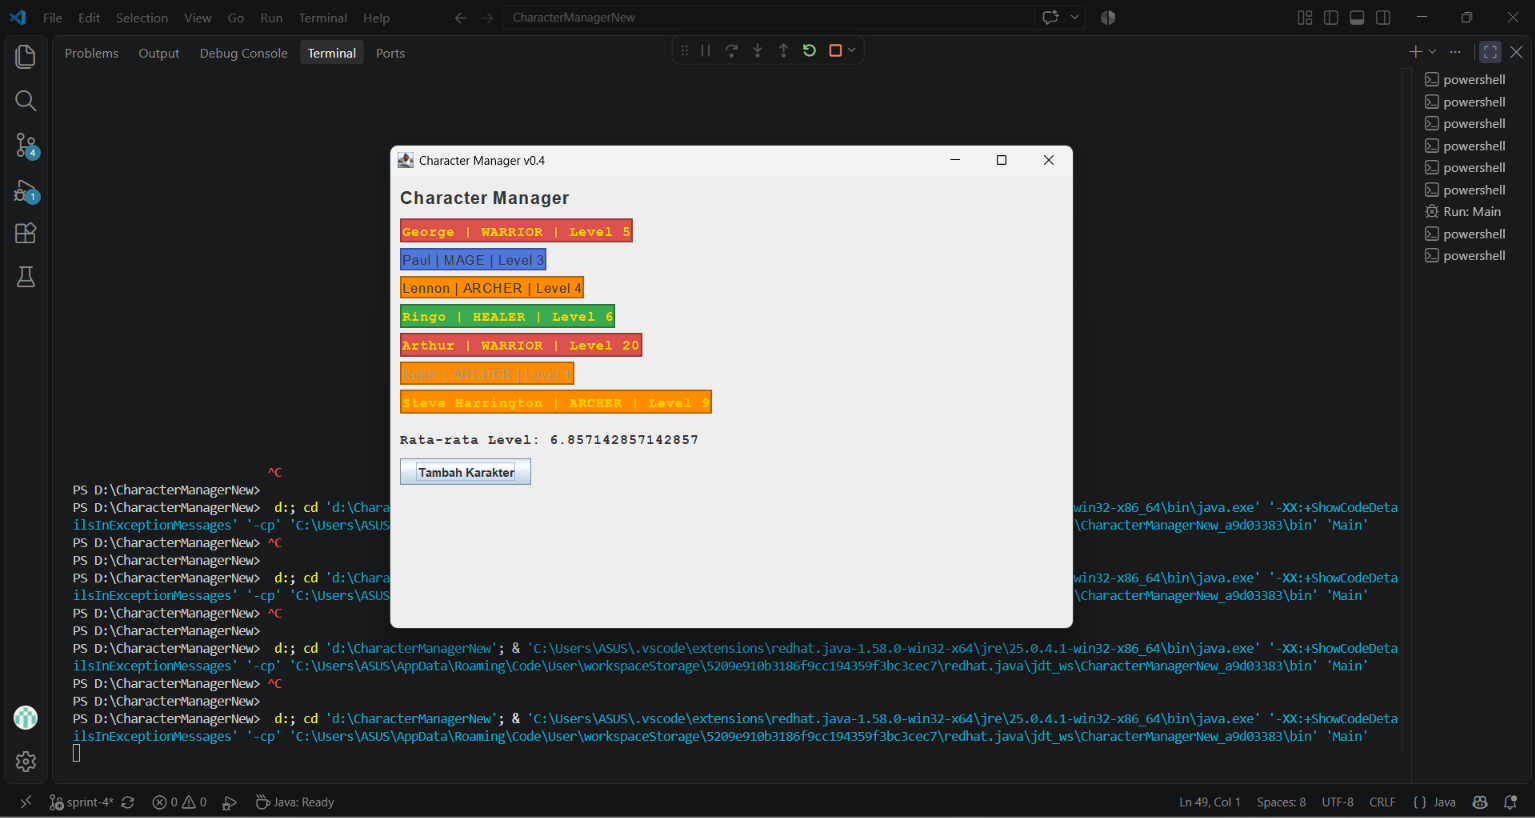 File Edit Selection View Go Run Terminal Help
CharacterManagerNew
Problems Output Debug Console Terminal Ports
powershell
powershell
powershell
powershell
powershell
powershell
Run: Main
powershell
powershell
4
1
Character Manager v0.4
Character Manager
George | WARRIOR | Level 5
Paul | MAGE | Level 3
Lennon | ARCHER | Level 4
Ringo | HEALER | Level 6
Arthur | WARRIOR | Level 20
Robin | ARCHER | Level 1
Steve Harrington | ARCHER | Level 9
Rata-rata Level: 6.857142857142857
Tambah Karakter
^C
PS D:\CharacterManagerNew>
PS D:\CharacterManagerNew> d:; cd 'd:\Chara win32-x86_64\bin\java.exe' '-XX:+ShowCodeDeta
ilsInExceptionMessages' '-cp' 'C:\Users\ASUS \CharacterManagerNew_a9d03383\bin' 'Main'
PS D:\CharacterManagerNew> ^C
PS D:\CharacterManagerNew>
PS D:\CharacterManagerNew> d:; cd 'd:\Chara win32-x86_64\bin\java.exe' '-XX:+ShowCodeDeta
ilsInExceptionMessages' '-cp' 'C:\Users\ASUS \CharacterManagerNew_a9d03383\bin' 'Main'
PS D:\CharacterManagerNew> ^C
PS D:\CharacterManagerNew>
PS D:\CharacterManagerNew> d:; cd 'd:\CharacterManagerNew'; & 'C:\Users\ASUS\.vscode\extensions\redhat.java-1.58.0-win32-x64\jre\25.0.4.1-win32-x86_64\bin\java.exe' '-XX:+ShowCodeDeta
ilsInExceptionMessages' '-cp' 'C:\Users\ASUS\AppData\Roaming\Code\User\workspaceStorage\5209e910b3186f9cc194359f3bc3cec7\redhat.java\jdt_ws\CharacterManagerNew_a9d03383\bin' 'Main'
PS D:\CharacterManagerNew> ^C
PS D:\CharacterManagerNew>
PS D:\CharacterManagerNew> d:; cd 'd:\CharacterManagerNew'; & 'C:\Users\ASUS\.vscode\extensions\redhat.java-1.58.0-win32-x64\jre\25.0.4.1-win32-x86_64\bin\java.exe' '-XX:+ShowCodeDeta
ilsInExceptionMessages' '-cp' 'C:\Users\ASUS\AppData\Roaming\Code\User\workspaceStorage\5209e910b3186f9cc194359f3bc3cec7\redhat.java\jdt_ws\CharacterManagerNew_a9d03383\bin' 'Main'
sprint-4* 0 0 Java: Ready Ln 49, Col 1 Spaces: 8 UTF-8 CRLF {} Java